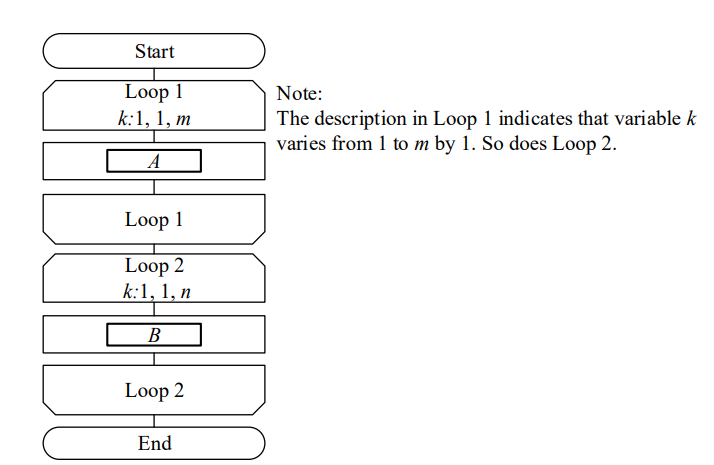 Start
Loop 1
k:1, 1, m
Note:
The description in Loop 1 indicates that variable k
varies from 1 to m by 1. So does Loop 2.
A
Loop 1
Loop 2
k:1, 1, n
B
Loop 2
End